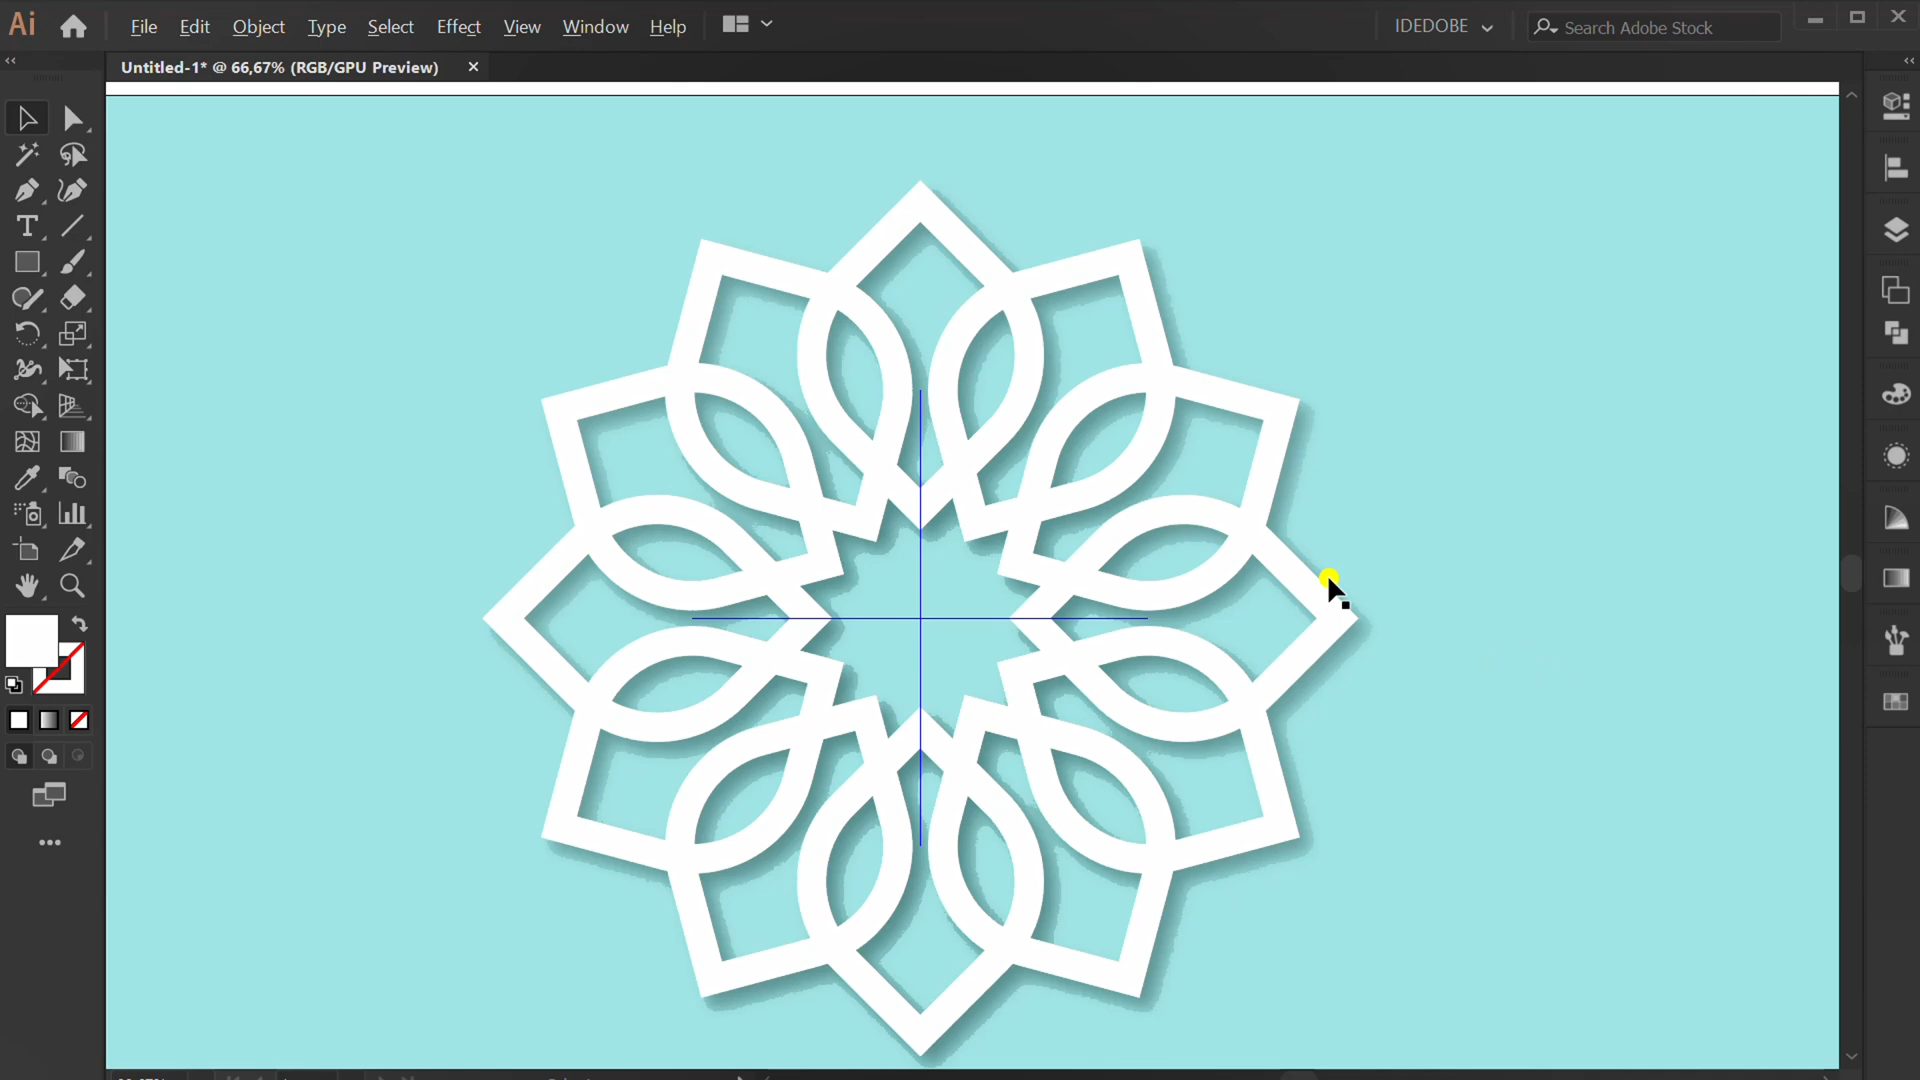 Ai File Edit Object Type Select Effect View Window Help IDEDOBE Search Adobe Stock
Untitled-1* @ 66,67% (RGB/GPU Preview)